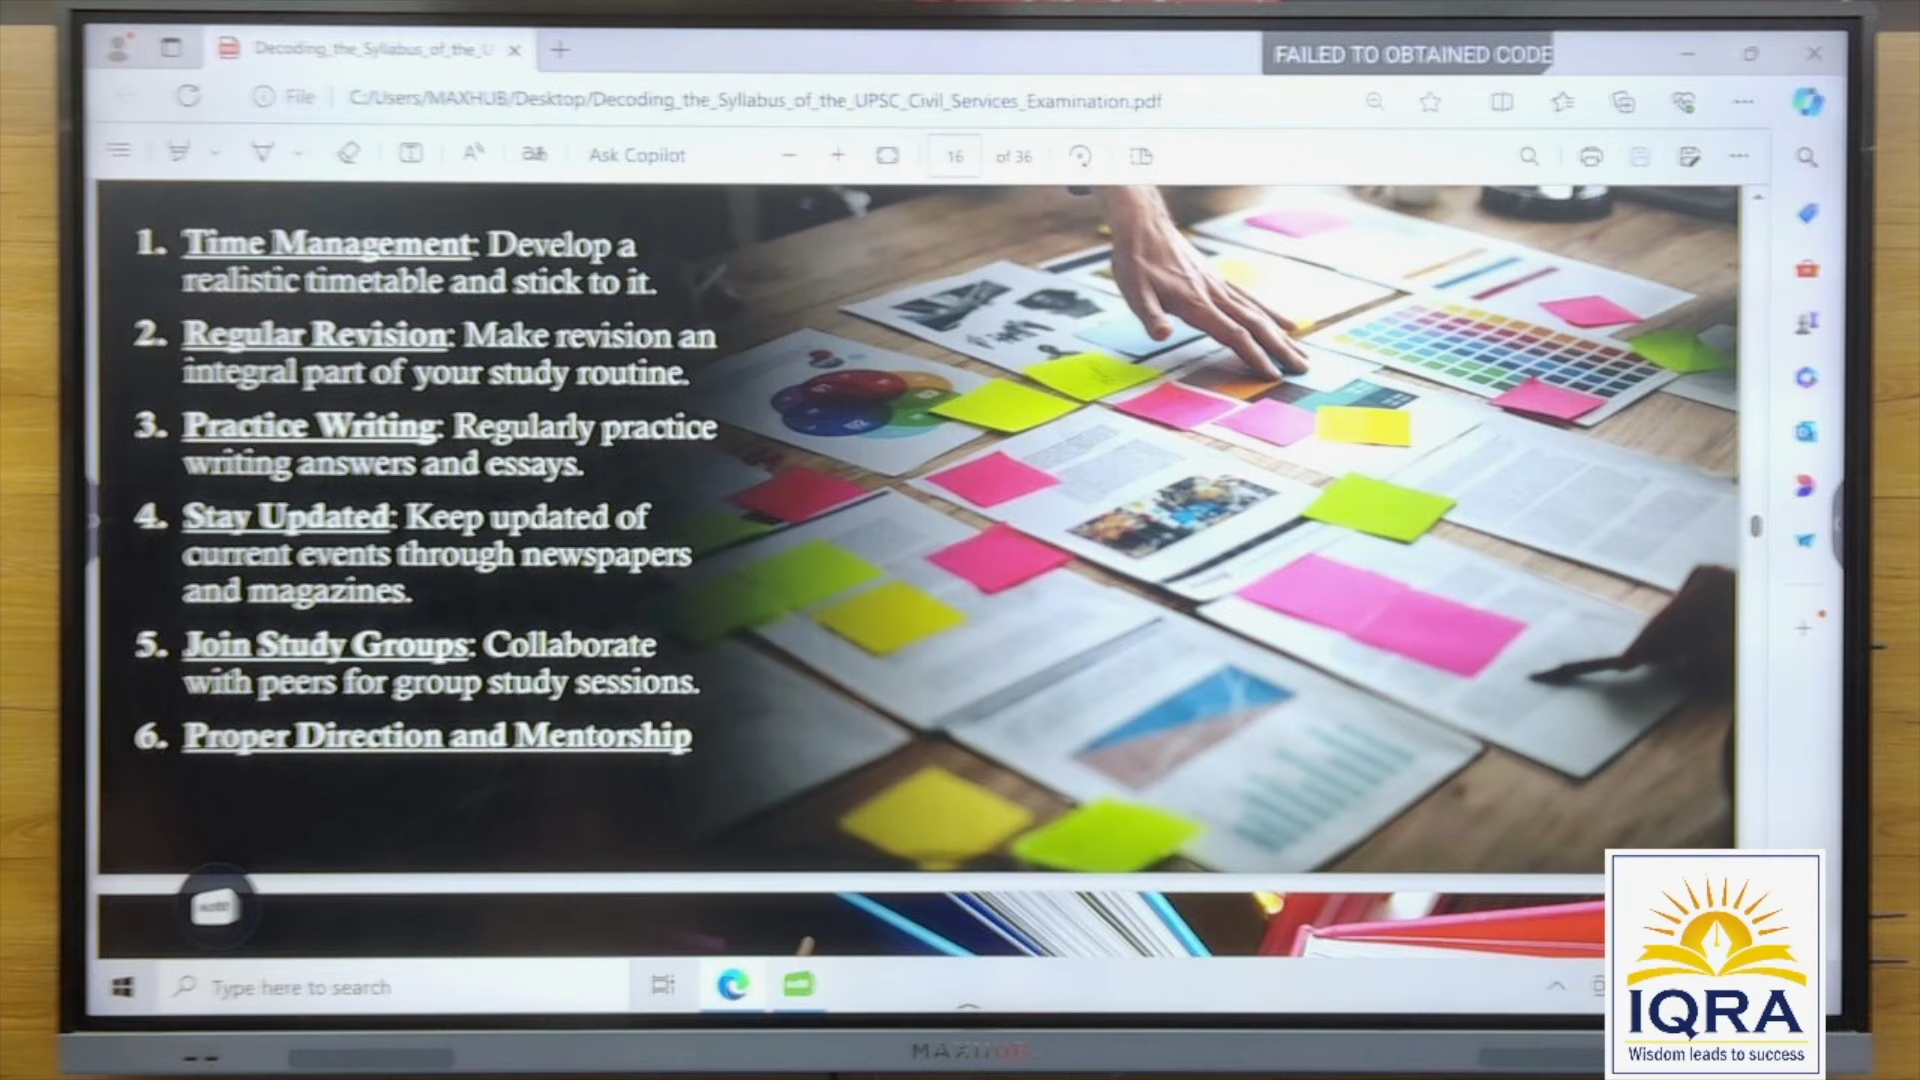 Decoding_the_Syllabus_of_the_U
FAILED TO OBTAINED CODE
File
C:/Users/MAXHUB/Desktop/Decoding_the_Syllabus_of_the_UPSC_Civil_Services_Examination.pdf
Ask Copilot
16 of 36
1. Time Management: Develop a
realistic timetable and stick to it.
2. Regular Revision: Make revision an
integral part of your study routine.
3. Practice Writing: Regularly practice
writing answers and essays.
4. Stay Updated: Keep updated of
current events through newspapers
and magazines.
5. Join Study Groups: Collaborate
with peers for group study sessions.
6. Proper Direction and Mentorship
Type here to search
MAXHUB
IQRA
Wisdom leads to success